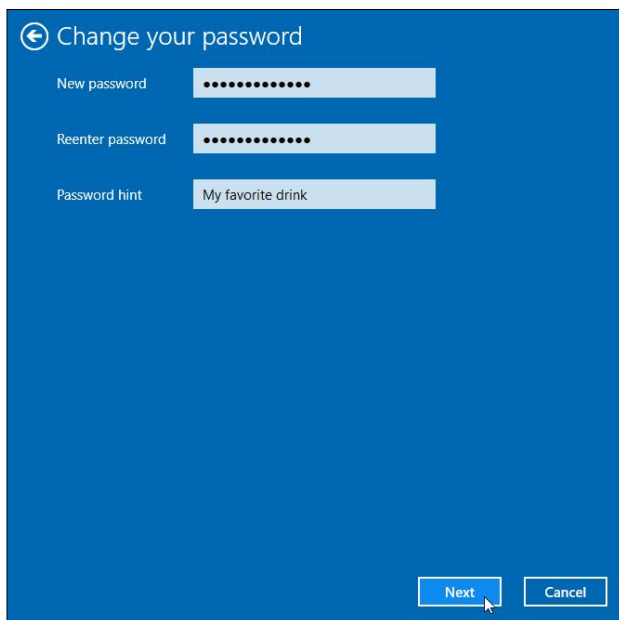 Change your password
New password •••••••••••••
Reenter password •••••••••••••
Password hint My favorite drink
Next Cancel